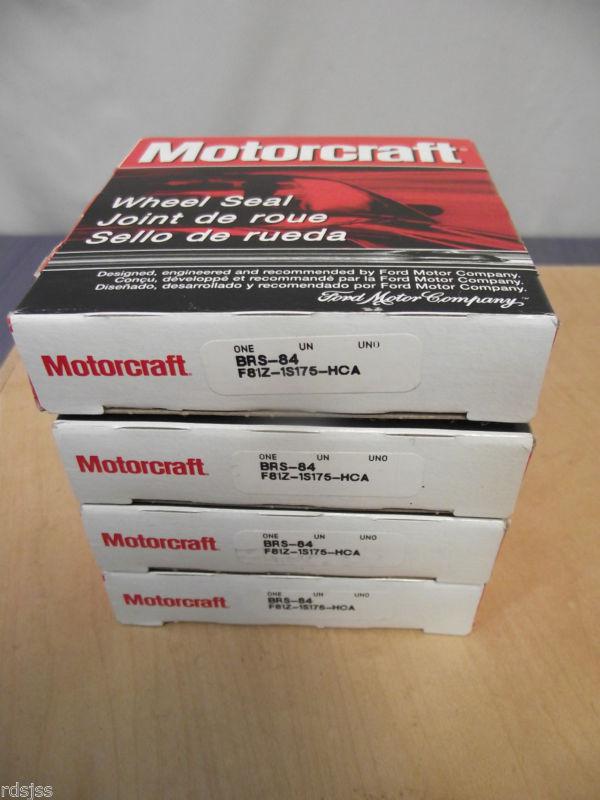 Motorcraft
Wheel Seal
Joint de roue
Sello de rueda
Designed, engineered and recommended by Ford Motor Company.
Conçu, développé et recommandé par la Ford Motor Company.
Diseñado, desarrollado y recomendado por Ford Motor Company.
Ford Motor Company™
Motorcraft
ONE UN UNO
BRS-84
F81Z-1S175-HCA
Motorcraft
ONE UN UNO
BRS-84
F81Z-1S175-HCA
Motorcraft
ONE UN UNO
BRS-84
F81Z-1S175-HCA
Motorcraft
ONE UN UNO
BRS-84
F81Z-1S175-HCA
rdsjss